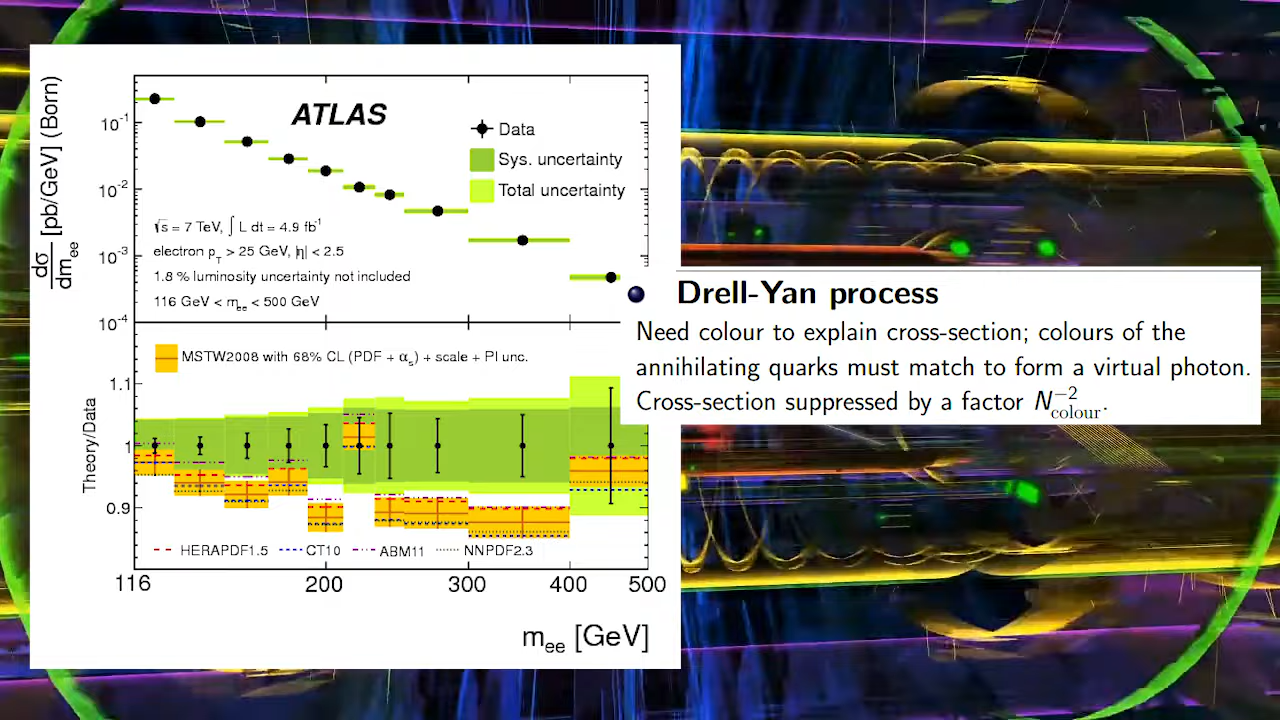 ATLAS
Data
Sys. uncertainty
Total uncertainty
√s = 7 TeV, ∫ L dt = 4.9 fb⁻¹
electron p_T > 25 GeV, |η| < 2.5
1.8 % luminosity uncertainty not included
116 GeV < m_ee < 500 GeV
dσ/dm_ee [pb/GeV] (Born)
10⁻¹
10⁻²
10⁻³
10⁻⁴
MSTW2008 with 68% CL (PDF + α_s) + scale + PI unc.
Theory/Data
1.1
1
0.9
HERAPDF1.5 CT10 ABM11 NNPDF2.3
116 200 300 400 500
m_ee [GeV]
Drell-Yan process
Need colour to explain cross-section; colours of the
annihilating quarks must match to form a virtual photon.
Cross-section suppressed by a factor N⁻²_colour.